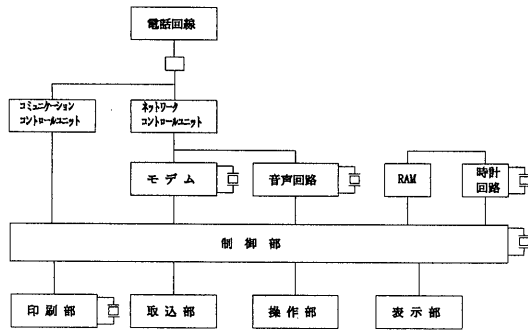 電話回線
コミュニケーション
コントロールユニット
ネットワーク
コントロールユニット
モデム
音声回路
RAM
時計
回路
制御部
印刷部
取込部
操作部
表示部